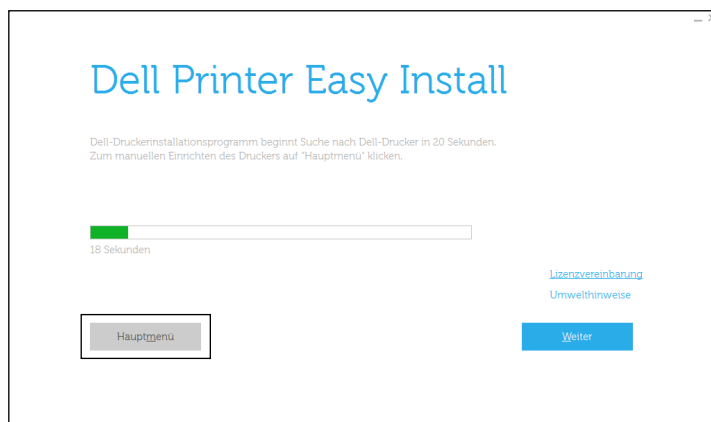 Dell Printer Easy Install
Dell-Druckerinstallationsprogramm beginnt Suche nach Dell-Drucker in 20 Sekunden.
Zum manuellen Einrichten des Druckers auf "Hauptmenü" klicken.
18 Sekunden
Lizenzvereinbarung
Umwelthinweise
Hauptmenü
Weiter